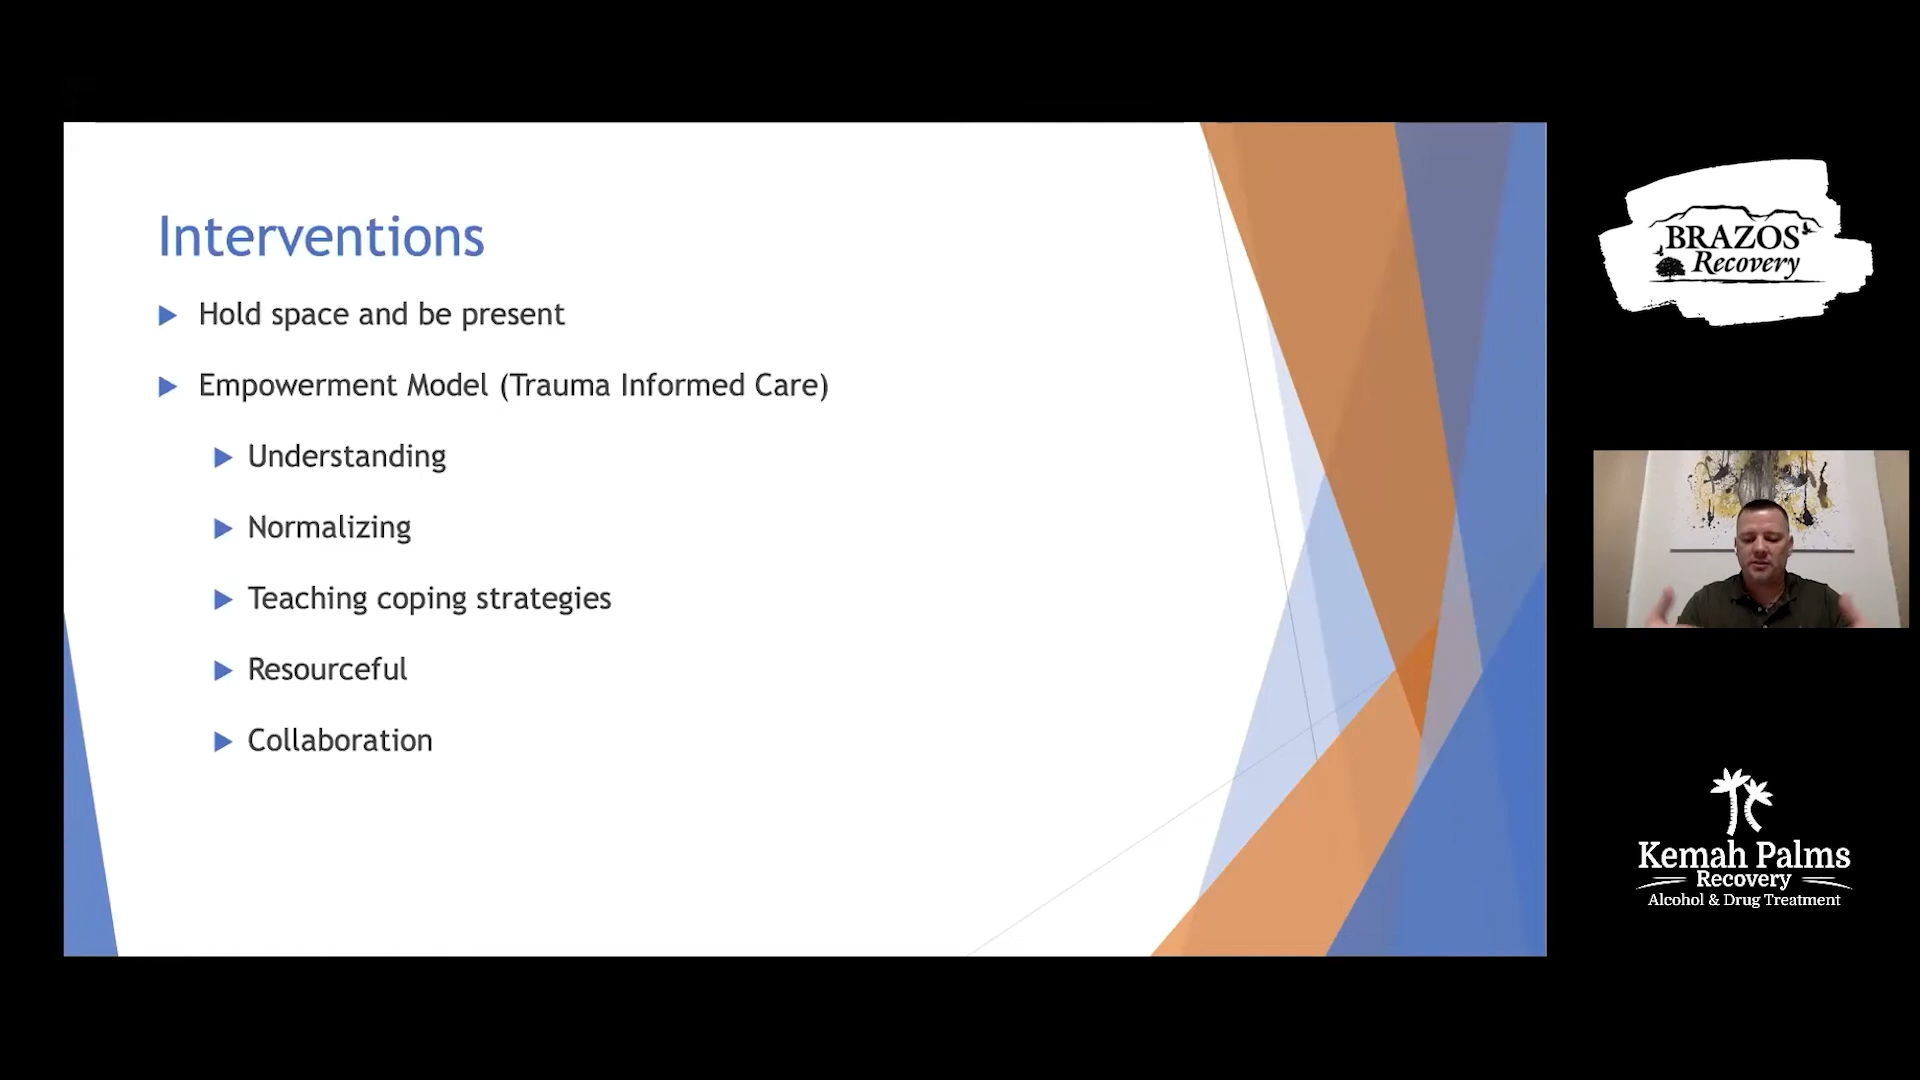 Interventions
Hold space and be present
Empowerment Model (Trauma Informed Care)
Understanding
Normalizing
Teaching coping strategies
Resourceful
Collaboration
BRAZOS
Recovery
Kemah Palms
Recovery
Alcohol & Drug Treatment